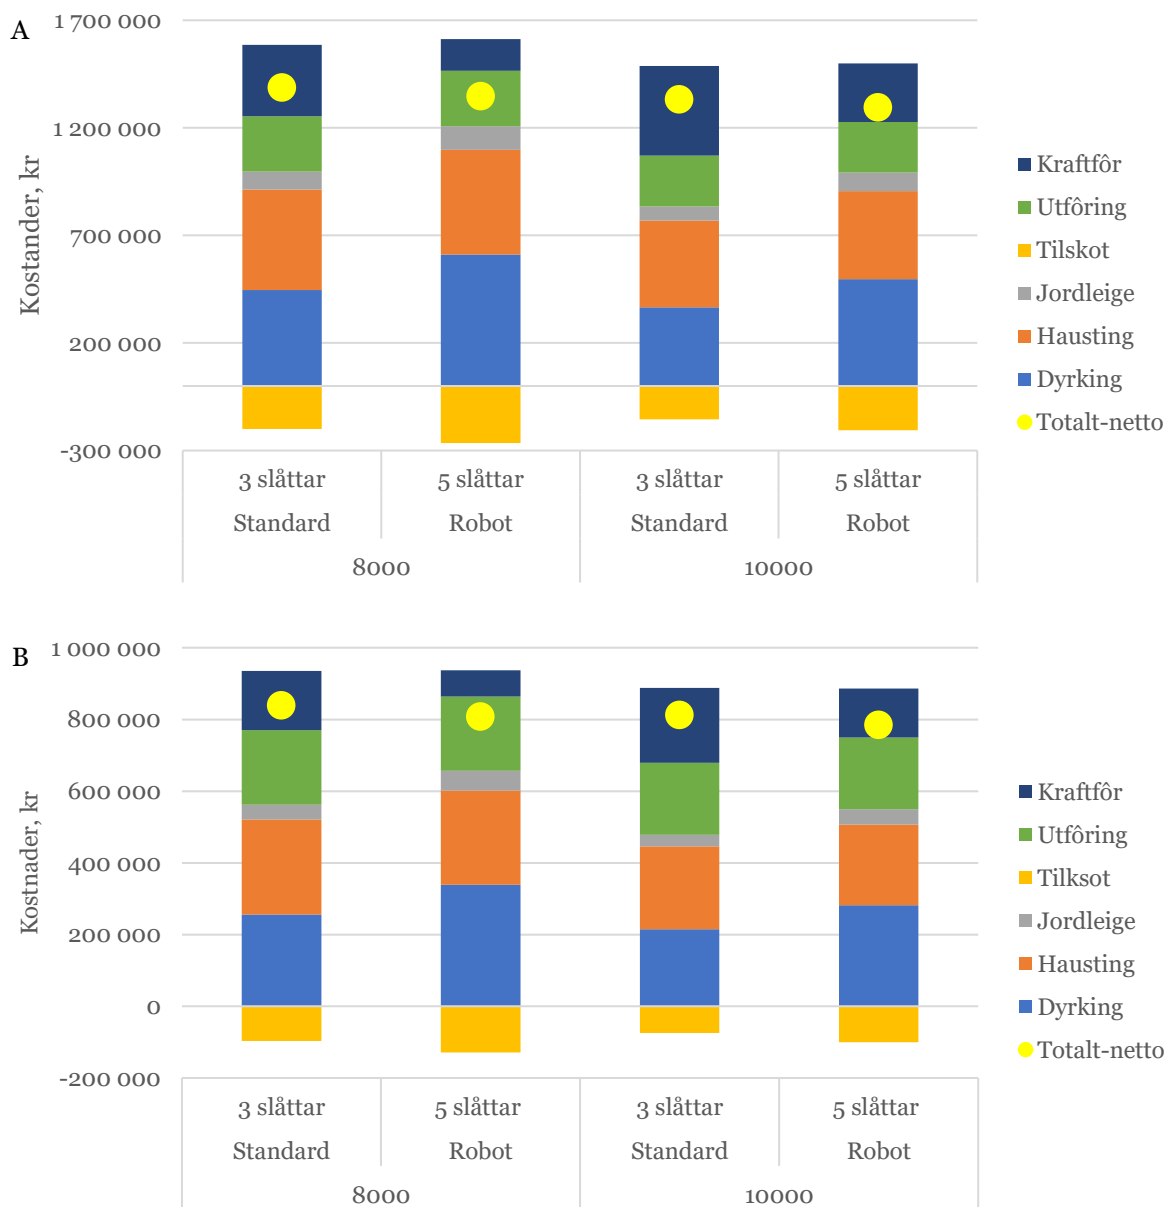 A
1 700 000
1 200 000
700 000
200 000
-300 000
Kostander, kr
3 slåttar
5 slåttar
3 slåttar
5 slåttar
Standard
Robot
Standard
Robot
8000
10000
Kraftfôr
Utfôring
Tilskot
Jordleige
Hausting
Dyrking
Totalt-netto
B
1 000 000
800 000
600 000
400 000
200 000
0
-200 000
Kostnader, kr
3 slåttar
5 slåttar
3 slåttar
5 slåttar
Standard
Robot
Standard
Robot
8000
10000
Kraftfôr
Utfôring
Tilksot
Jordleige
Hausting
Dyrking
Totalt-netto